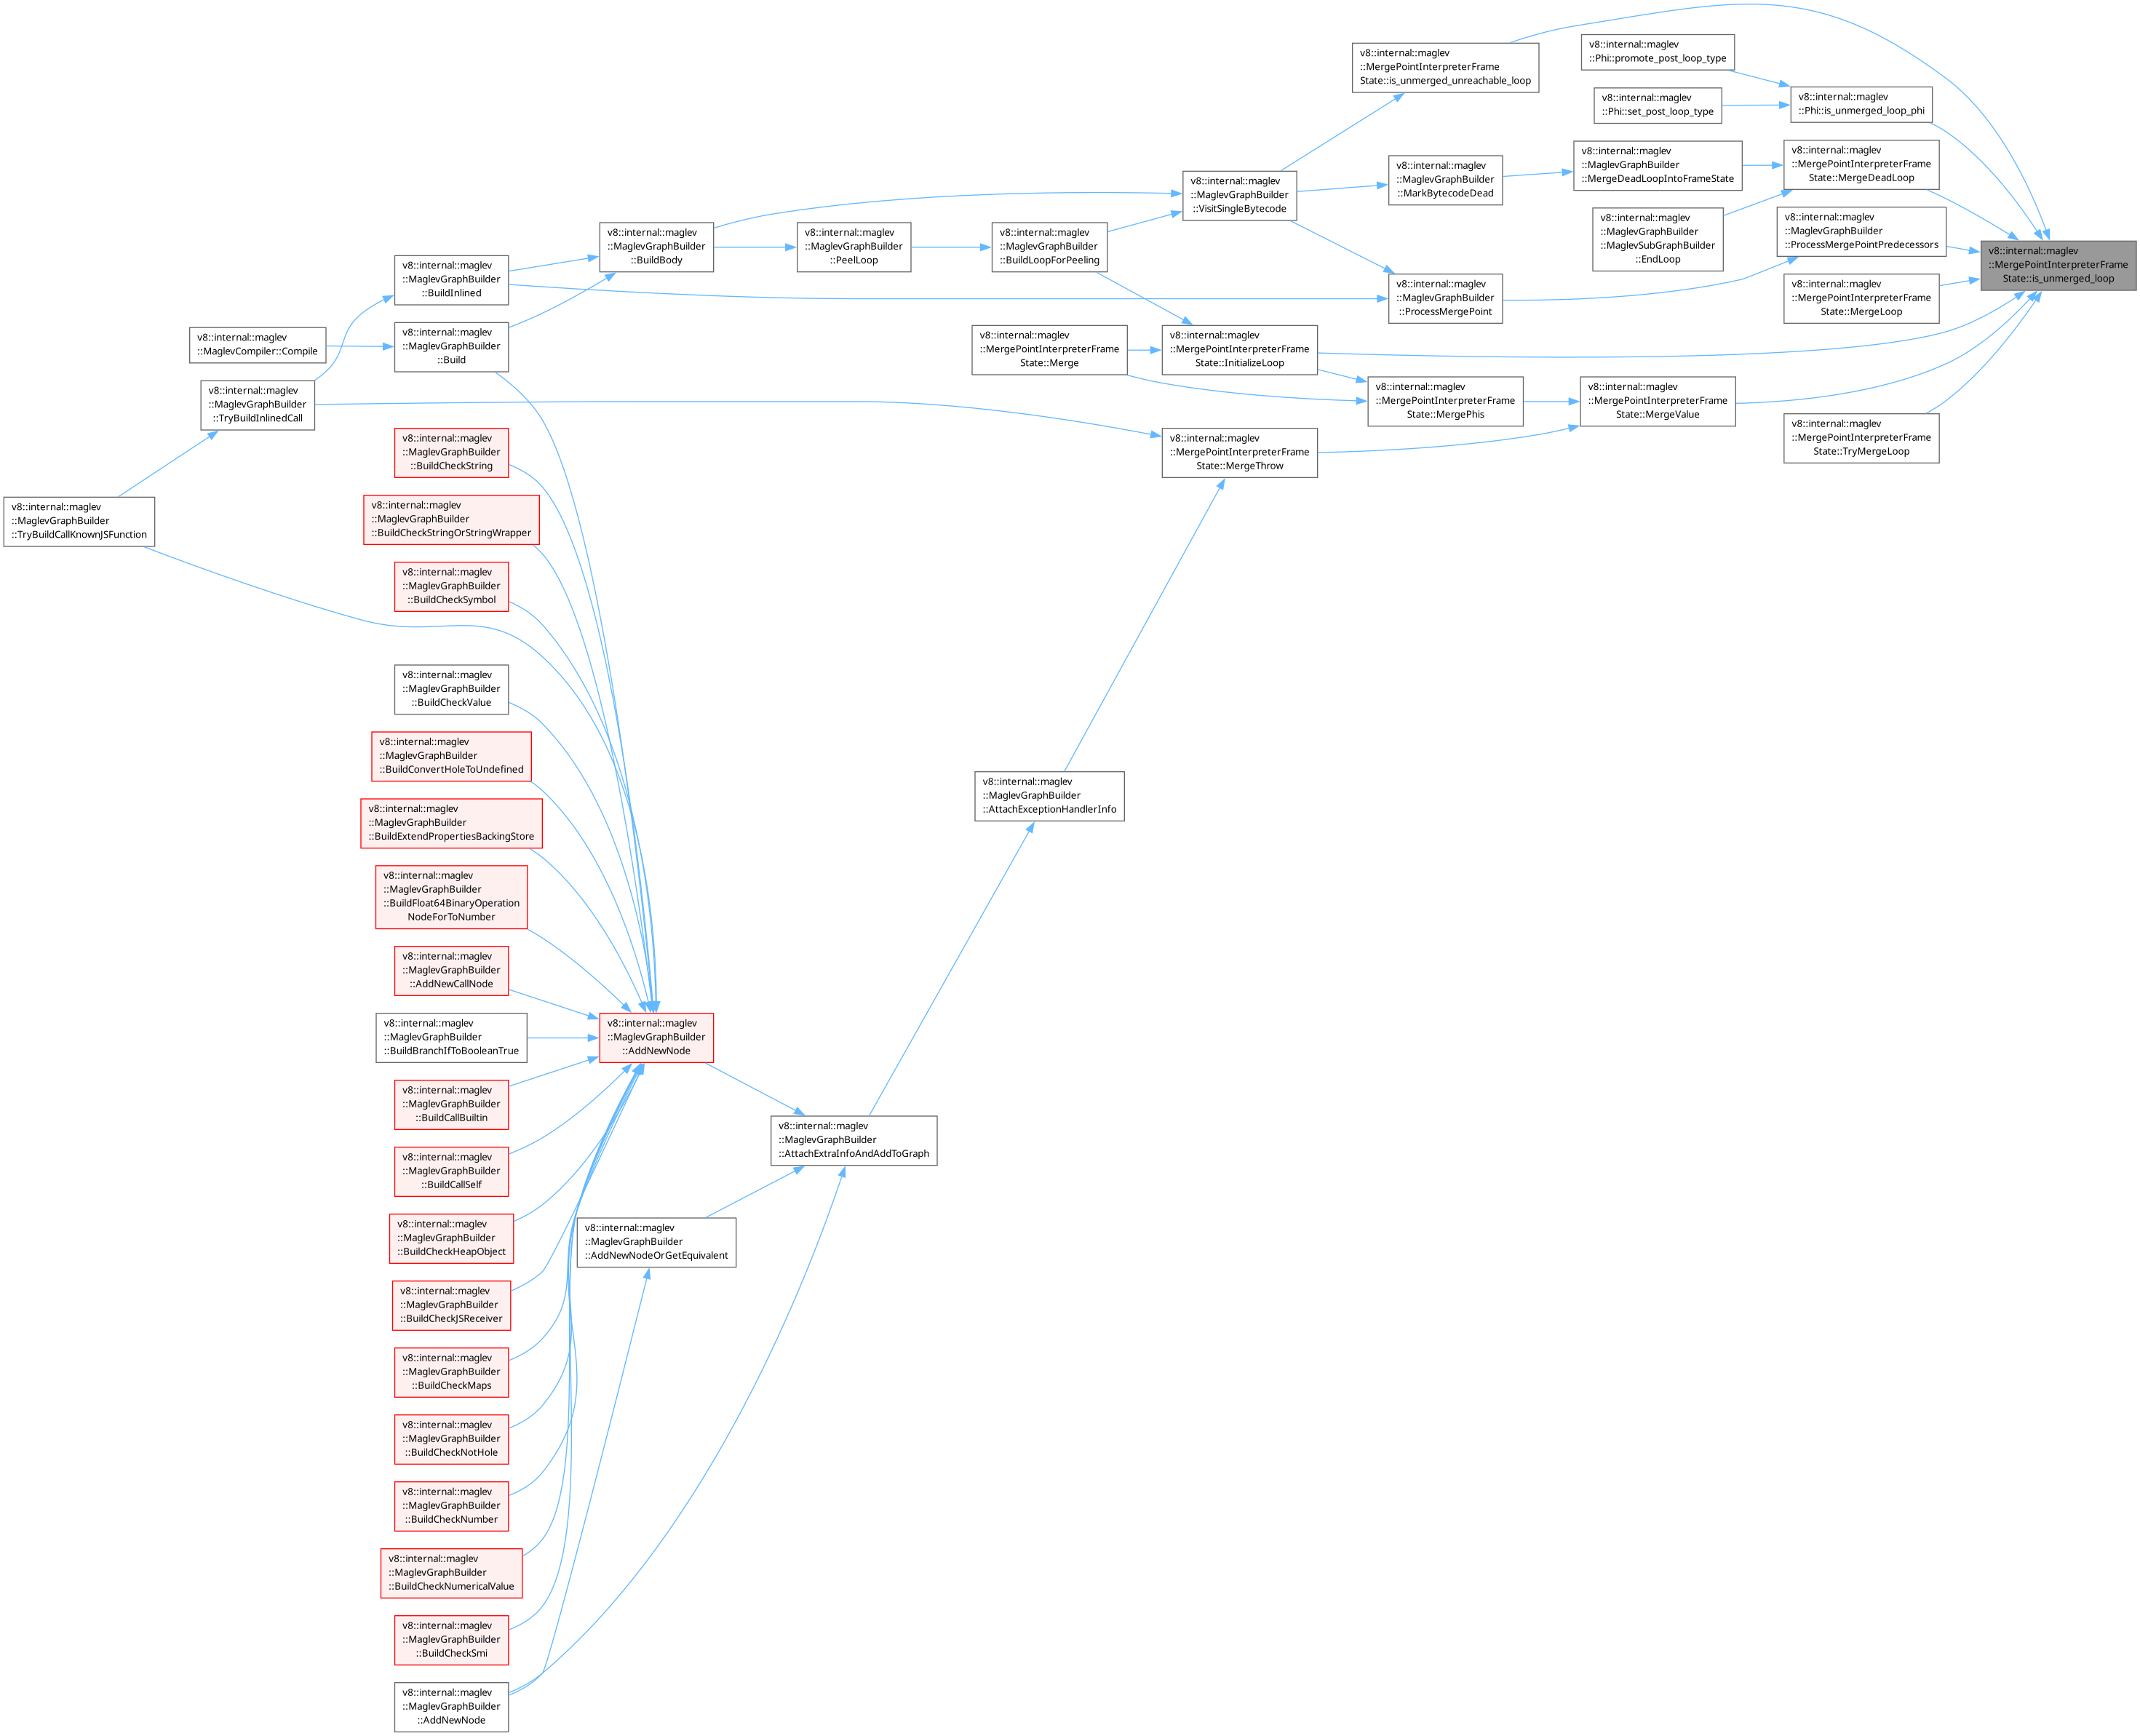 v8::internal::maglev
::MergePointInterpreterFrame
State::is_unmerged_unreachable_loop
v8::internal::maglev
::Phi::promote_post_loop_type
v8::internal::maglev
::Phi::set_post_loop_type
v8::internal::maglev
::Phi::is_unmerged_loop_phi
v8::internal::maglev
::MergePointInterpreterFrame
State::MergeDeadLoop
v8::internal::maglev
::MaglevGraphBuilder
::MergeDeadLoopIntoFrameState
v8::internal::maglev
::MaglevGraphBuilder
::MarkBytecodeDead
v8::internal::maglev
::MaglevGraphBuilder
::VisitSingleBytecode
v8::internal::maglev
::MaglevGraphBuilder
::MaglevSubGraphBuilder
::EndLoop
v8::internal::maglev
::MaglevGraphBuilder
::ProcessMergePointPredecessors
v8::internal::maglev
::MergePointInterpreterFrame
State::is_unmerged_loop
v8::internal::maglev
::MaglevGraphBuilder
::BuildBody
v8::internal::maglev
::MaglevGraphBuilder
::PeelLoop
v8::internal::maglev
::MaglevGraphBuilder
::BuildLoopForPeeling
v8::internal::maglev
::MaglevGraphBuilder
::BuildInlined
v8::internal::maglev
::MaglevGraphBuilder
::ProcessMergePoint
v8::internal::maglev
::MergePointInterpreterFrame
State::MergeLoop
v8::internal::maglev
::MaglevCompiler::Compile
v8::internal::maglev
::MaglevGraphBuilder
::Build
v8::internal::maglev
::MergePointInterpreterFrame
State::Merge
v8::internal::maglev
::MergePointInterpreterFrame
State::InitializeLoop
v8::internal::maglev
::MaglevGraphBuilder
::TryBuildInlinedCall
v8::internal::maglev
::MergePointInterpreterFrame
State::MergePhis
v8::internal::maglev
::MergePointInterpreterFrame
State::MergeValue
v8::internal::maglev
::MergePointInterpreterFrame
State::TryMergeLoop
v8::internal::maglev
::MaglevGraphBuilder
::BuildCheckString
v8::internal::maglev
::MergePointInterpreterFrame
State::MergeThrow
v8::internal::maglev
::MaglevGraphBuilder
::TryBuildCallKnownJSFunction
v8::internal::maglev
::MaglevGraphBuilder
::BuildCheckStringOrStringWrapper
v8::internal::maglev
::MaglevGraphBuilder
::BuildCheckSymbol
v8::internal::maglev
::MaglevGraphBuilder
::BuildCheckValue
v8::internal::maglev
::MaglevGraphBuilder
::BuildConvertHoleToUndefined
v8::internal::maglev
::MaglevGraphBuilder
::AttachExceptionHandlerInfo
v8::internal::maglev
::MaglevGraphBuilder
::BuildExtendPropertiesBackingStore
v8::internal::maglev
::MaglevGraphBuilder
::BuildFloat64BinaryOperation
NodeForToNumber
v8::internal::maglev
::MaglevGraphBuilder
::AddNewCallNode
v8::internal::maglev
::MaglevGraphBuilder
::BuildBranchIfToBooleanTrue
v8::internal::maglev
::MaglevGraphBuilder
::AddNewNode
v8::internal::maglev
::MaglevGraphBuilder
::BuildCallBuiltin
v8::internal::maglev
::MaglevGraphBuilder
::AttachExtraInfoAndAddToGraph
v8::internal::maglev
::MaglevGraphBuilder
::BuildCallSelf
v8::internal::maglev
::MaglevGraphBuilder
::BuildCheckHeapObject
v8::internal::maglev
::MaglevGraphBuilder
::AddNewNodeOrGetEquivalent
v8::internal::maglev
::MaglevGraphBuilder
::BuildCheckJSReceiver
v8::internal::maglev
::MaglevGraphBuilder
::BuildCheckMaps
v8::internal::maglev
::MaglevGraphBuilder
::BuildCheckNotHole
v8::internal::maglev
::MaglevGraphBuilder
::BuildCheckNumber
v8::internal::maglev
::MaglevGraphBuilder
::BuildCheckNumericalValue
v8::internal::maglev
::MaglevGraphBuilder
::BuildCheckSmi
v8::internal::maglev
::MaglevGraphBuilder
::AddNewNode